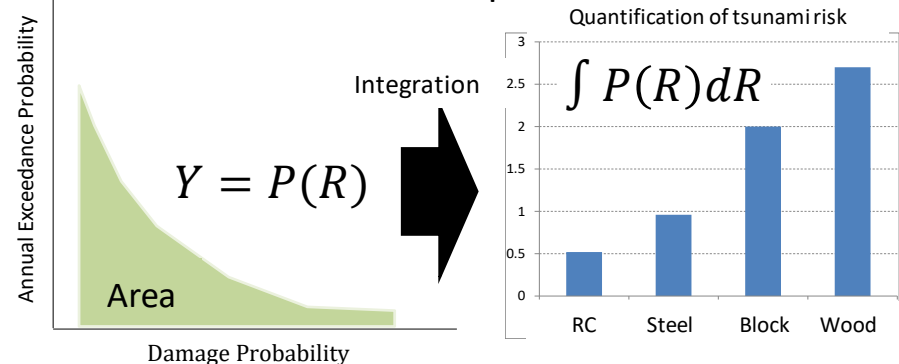 Annual Exceedance Probability
Y = P(R)
Area
Damage Probability
Integration
Quantification of tsunami risk
∫ P(R)dR
3
2.5
2
1.5
1
0.5
0
RC Steel Block Wood